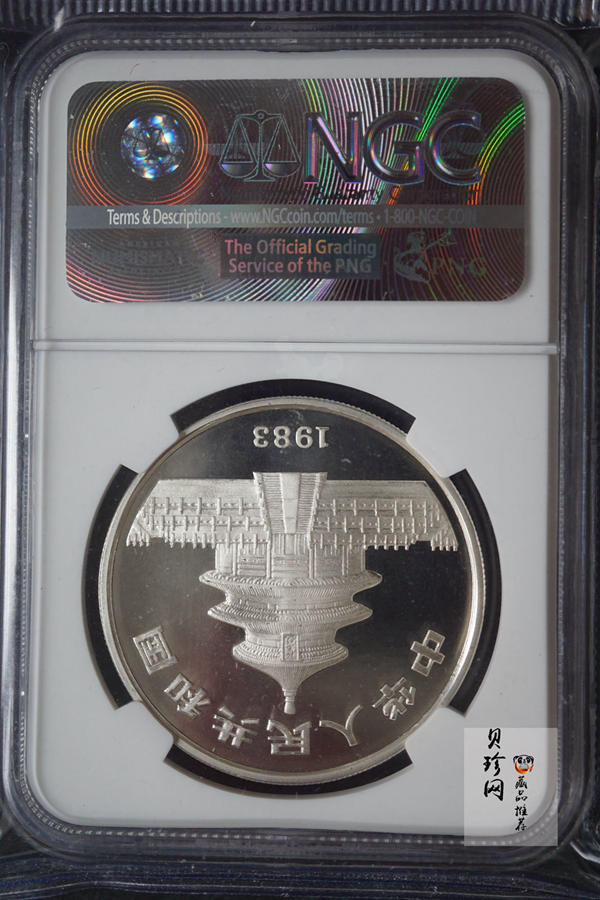 NGC
Terms & Descriptions - www.NGCcoin.com/terms • 1-800-NGC-COIN
The Official Grading
Service of the PNG
PNG
1983
中华人民共和国
贝珍网
藏品推荐